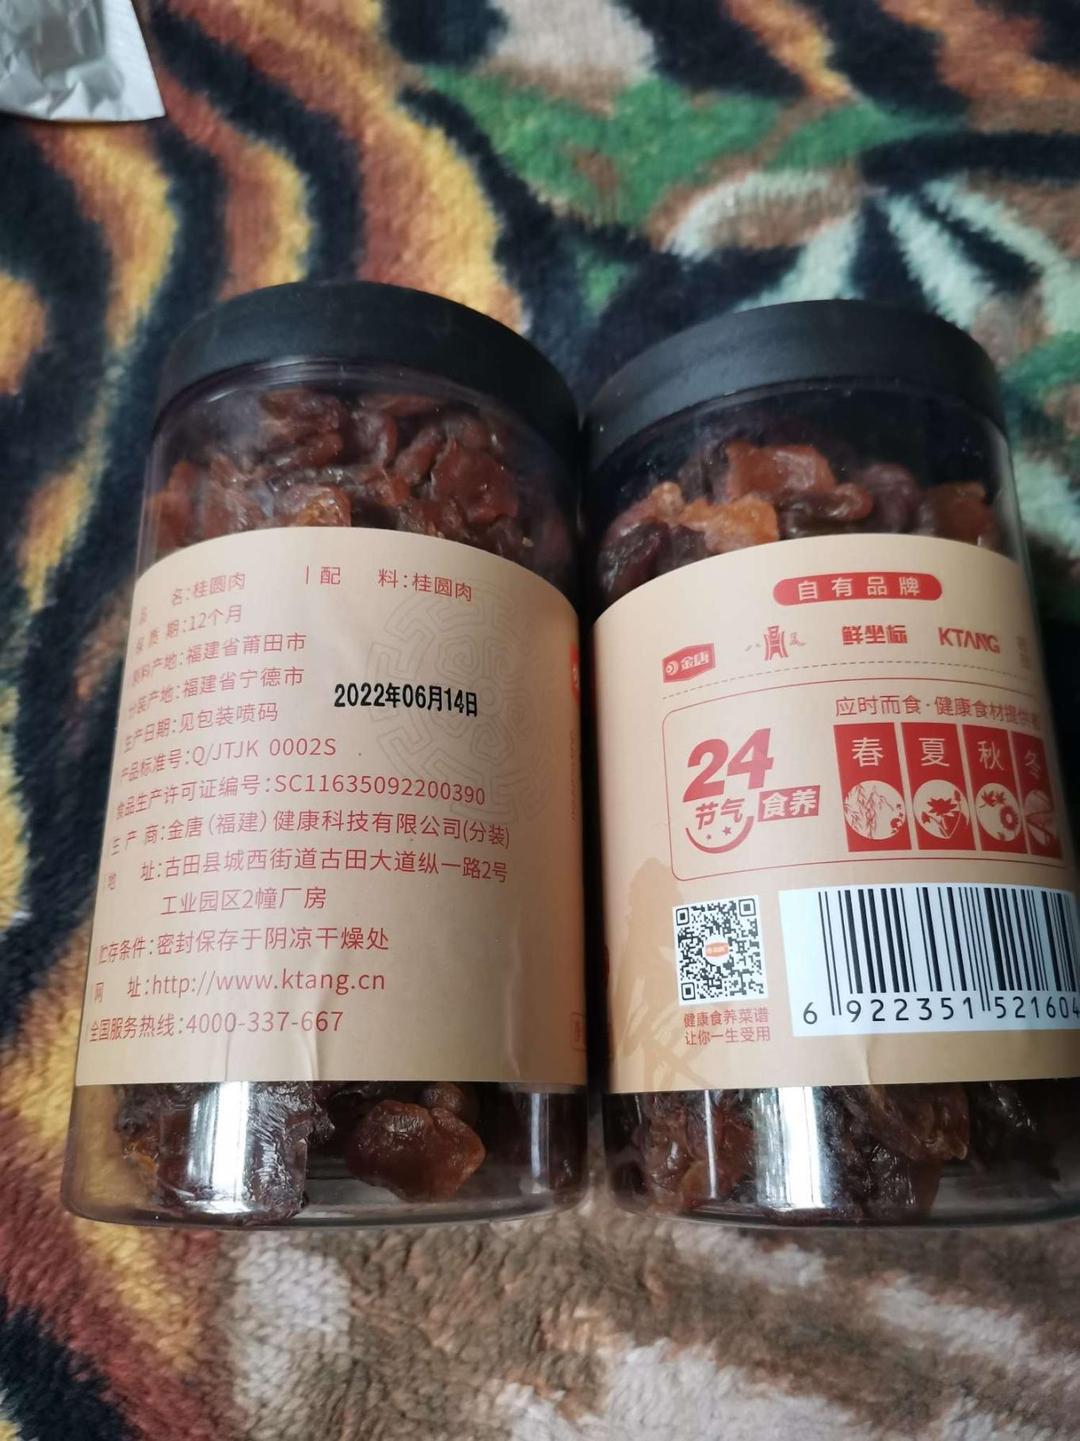 品 名:桂圆肉
配 料:桂圆肉
保 质 期:12个月
原料产地:福建省莆田市
分装产地:福建省宁德市
生产日期:见包装喷码
2022年06月14日
产品标准号:Q/JTJK 0002S
食品生产许可证编号:SC11635092200390
生 产 商:金唐(福建)健康科技有限公司(分装)
地 址:古田县城西街道古田大道纵一路2号
工业园区2幢厂房
贮存条件:密封保存于阴凉干燥处
网 址:http://www.ktang.cn
全国服务热线:4000-337-667
自有品牌
金唐
鲜坐标
KTANG
应时而食·健康食材提供
24
节气
食养
春 夏 秋 冬
健康食养菜谱
让你一生受用
6 922351 521604